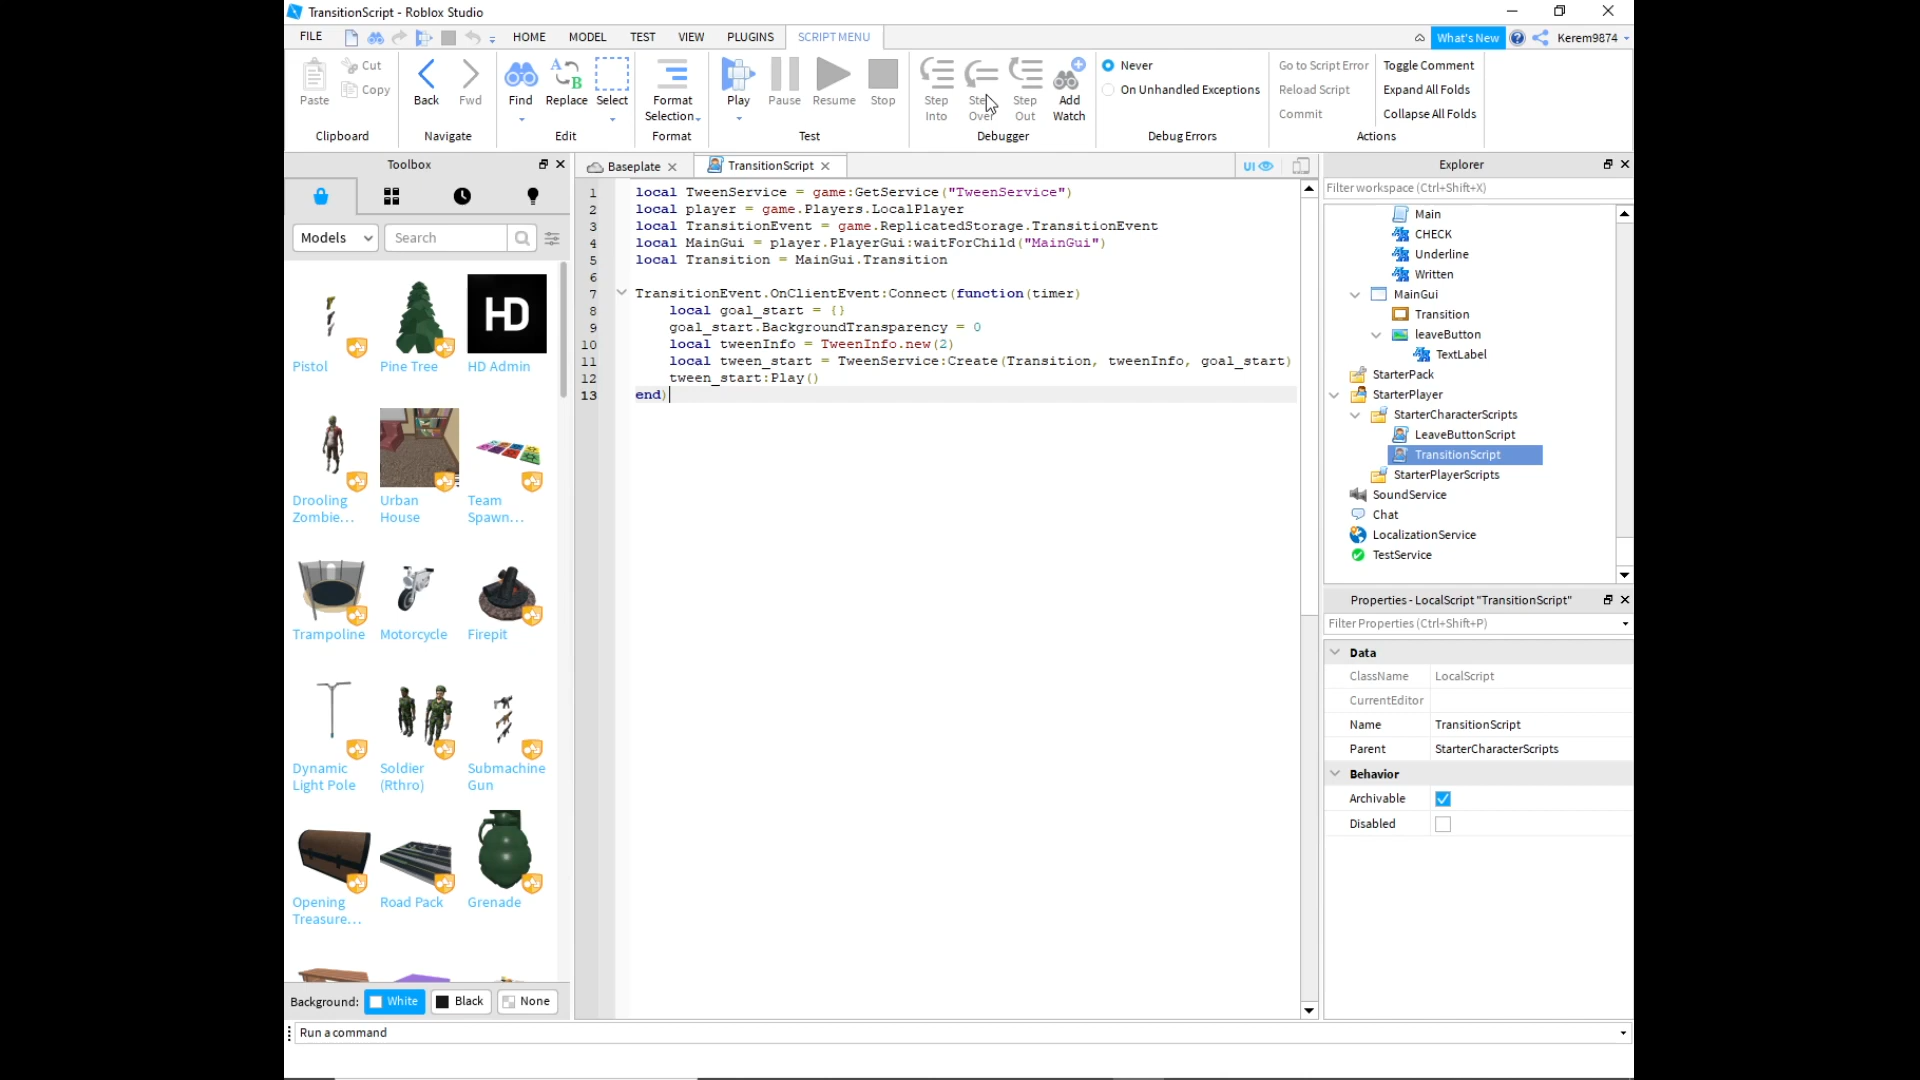 TransitionScript - Roblox Studio
FILE HOME MODEL TEST VIEW PLUGINS SCRIPT MENU What's New Kerem9874
Paste Cut Copy Back Fwd Find Replace Select Format Selection Play Pause Resume Stop Step Into Step Over Step Out Add Watch Never On Unhandled Exceptions Go to Script Error Reload Script Commit Toggle Comment Expand All Folds Collapse All Folds
Clipboard Navigate Edit Format Test Debugger Debug Errors Actions
Toolbox
Models Search
Pistol Pine Tree HD Admin
HD
Drooling Zombie... Urban House Team Spawn...
Trampoline Motorcycle Firepit
Dynamic Light Pole Soldier (Rthro) Submachine Gun
Opening Treasure... Road Pack Grenade
Background: White Black None
Baseplate TransitionScript UI
1 local TweenService = game:GetService("TweenService")
2 local player = game.Players.LocalPlayer
3 local TransitionEvent = game.ReplicatedStorage.TransitionEvent
4 local MainGui = player.PlayerGui:waitForChild("MainGui")
5 local Transition = MainGui.Transition
6
7 TransitionEvent.OnClientEvent:Connect(function(timer)
8 local goal_start = {}
9 goal_start.BackgroundTransparency = 0
10 local tweenInfo = TweenInfo.new(2)
11 local tween_start = TweenService:Create(Transition, tweenInfo, goal_start)
12 tween_start:Play()
13 end)
Explorer
Filter workspace (Ctrl+Shift+X)
Main
CHECK
Underline
Written
MainGui
Transition
leaveButton
TextLabel
StarterPack
StarterPlayer
StarterCharacterScripts
LeaveButtonScript
TransitionScript
StarterPlayerScripts
SoundService
Chat
LocalizationService
TestService
Properties - LocalScript "TransitionScript"
Filter Properties (Ctrl+Shift+P)
Data
ClassName LocalScript
CurrentEditor
Name TransitionScript
Parent StarterCharacterScripts
Behavior
Archivable
Disabled
Run a command